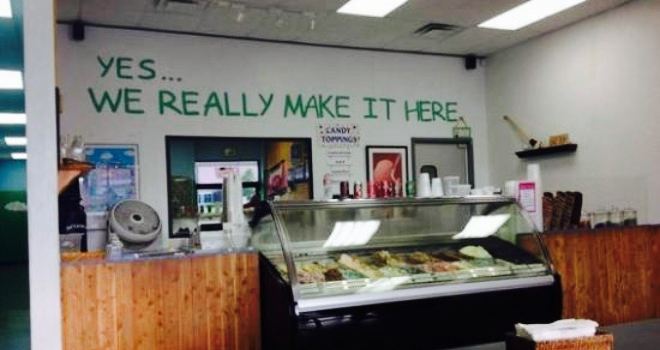 YES...
WE REALLY MAKE IT HERE.
CANDY
TOPPINGS